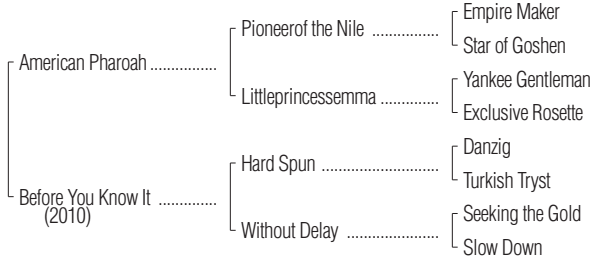 Empire Maker
Pioneerof the Nile ................
Star of Goshen
American Pharoah ................
Yankee Gentleman
Littleprincessemma ..............
Exclusive Rosette
Danzig
Hard Spun ............................
Turkish Tryst
Before You Know It ..............
(2010)
Seeking the Gold
Without Delay ......................
Slow Down